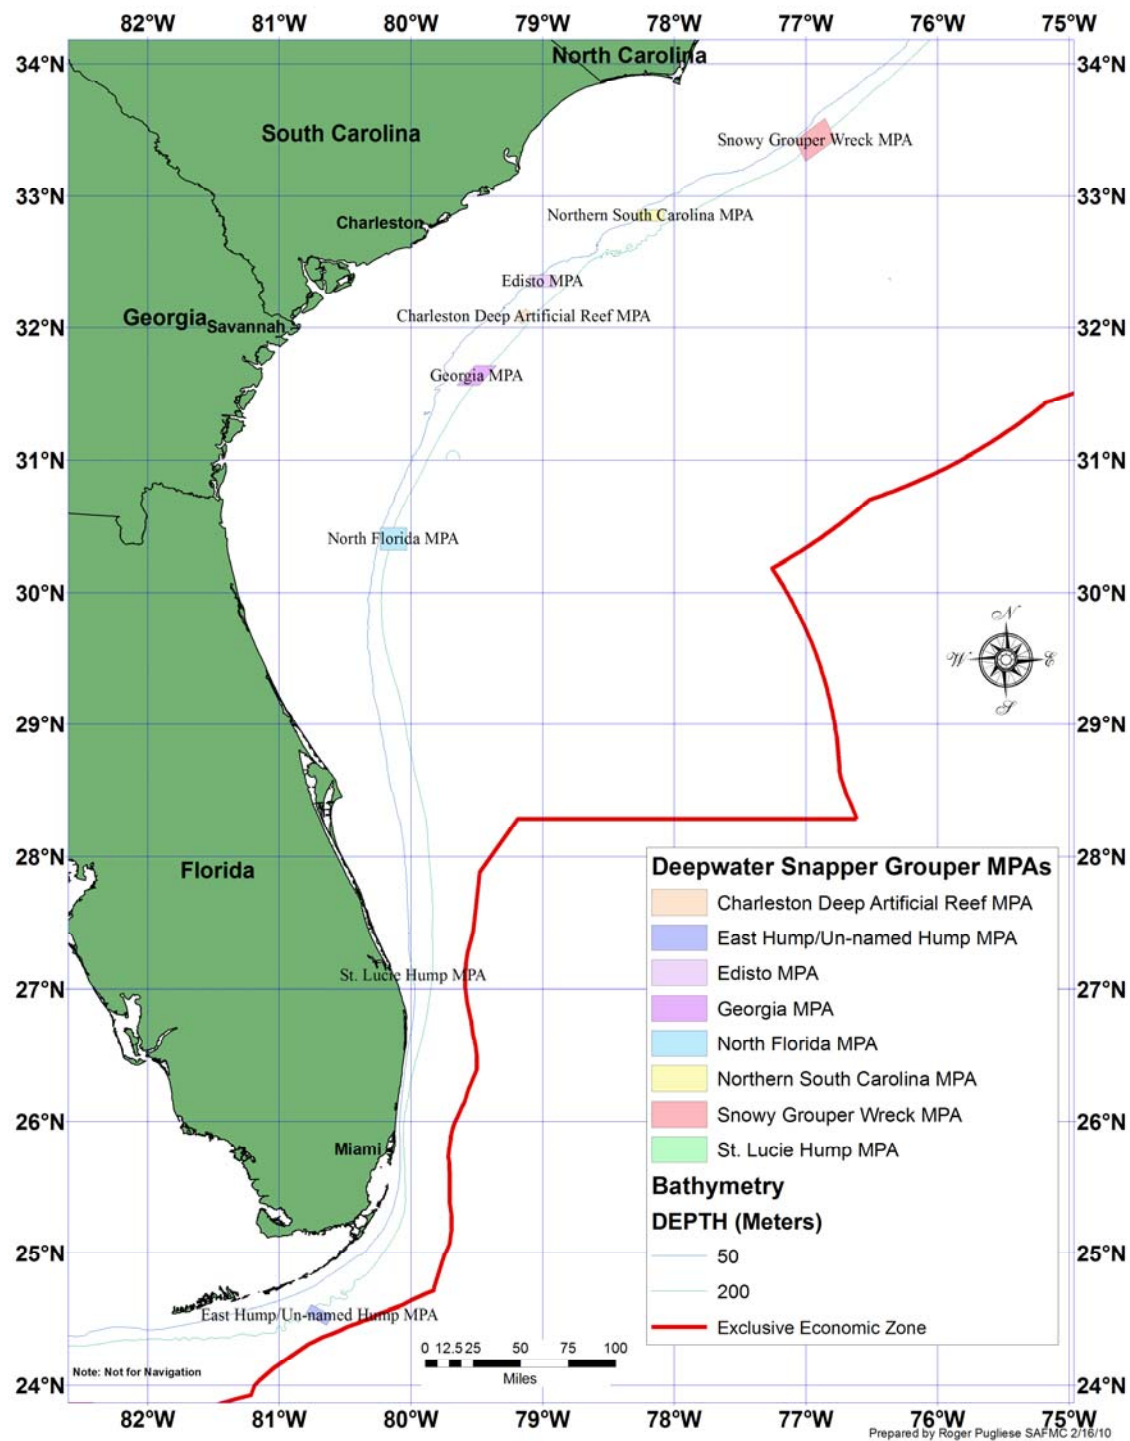 82°W 81°W 80°W 79°W 78°W 77°W 76°W 75°W
North Carolina
34°N 34°N
South Carolina
Snowy Grouper Wreck MPA
33°N 33°N
Northern South Carolina MPA
Charleston
Edisto MPA
Georgia
Charleston Deep Artificial Reef MPA
Savannah
32°N 32°N
Georgia MPA
31°N 31°N
North Florida MPA
30°N 30°N
N
W E
S
29°N 29°N
28°N 28°N
Florida
Deepwater Snapper Grouper MPAs
Charleston Deep Artificial Reef MPA
East Hump/Un-named Hump MPA
Edisto MPA
St. Lucie Hump MPA
27°N 27°N
Georgia MPA
North Florida MPA
Northern South Carolina MPA
26°N 26°N
Snowy Grouper Wreck MPA
Miami
St. Lucie Hump MPA
Bathymetry
DEPTH (Meters)
25°N 25°N
50
200
East Hump/Un-named Hump MPA
Exclusive Economic Zone
0 12.5 25 50 75 100
Miles
Note: Not for Navigation
24°N 24°N
82°W 81°W 80°W 79°W 78°W 77°W 76°W 75°W
Prepared by Roger Pugliese SAFMC 2/16/10